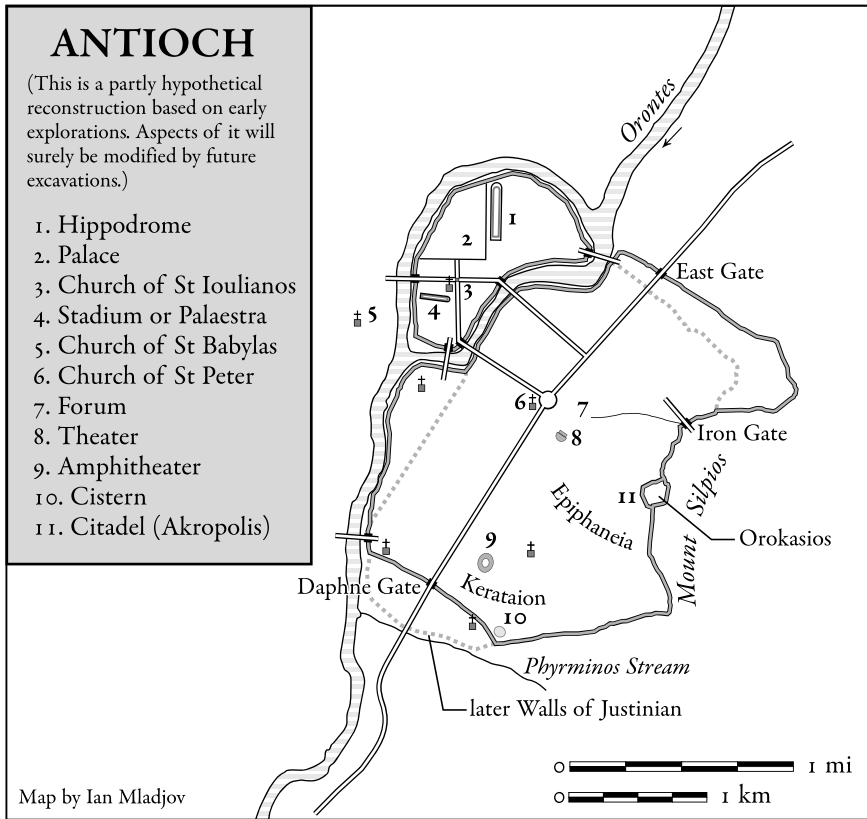 ANTIOCH
(This is a partly hypothetical
reconstruction based on early
explorations. Aspects of it will
surely be modified by future
excavations.)
1. Hippodrome
2. Palace
3. Church of St Ioulianos
4. Stadium or Palaestra
5. Church of St Babylas
6. Church of St Peter
7. Forum
8. Theater
9. Amphitheater
10. Cistern
11. Citadel (Akropolis)
Orontes
1
2
East Gate
3
4
5
6
7
8
Iron Gate
11
Silpios
Epiphaneia
Orokasios
9
Mount
Daphne Gate
Kerataion
10
Phyrminos Stream
later Walls of Justinian
0 1 mi
0 1 km
Map by Ian Mladjov